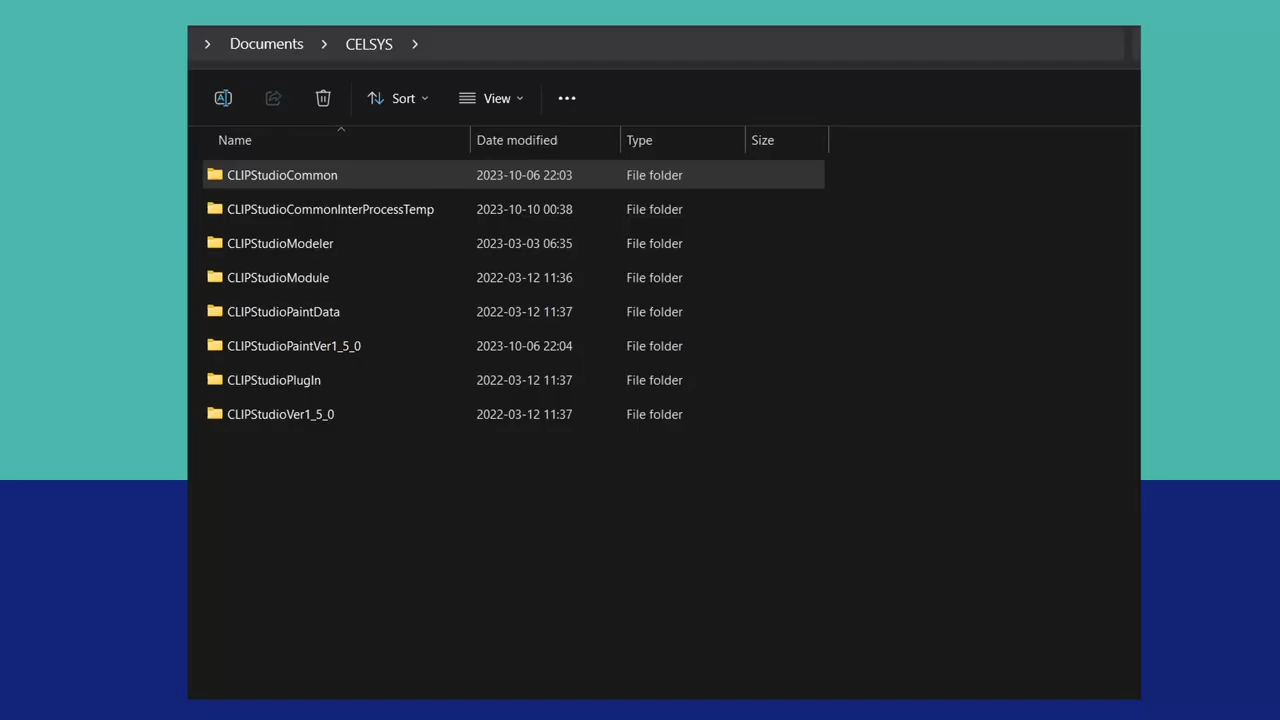 Documents > CELSYS >
Sort View ...
Name Date modified Type Size
CLIPStudioCommon 2023-10-06 22:03 File folder
CLIPStudioCommonInterProcessTemp 2023-10-10 00:38 File folder
CLIPStudioModeler 2023-03-03 06:35 File folder
CLIPStudioModule 2022-03-12 11:36 File folder
CLIPStudioPaintData 2022-03-12 11:37 File folder
CLIPStudioPaintVer1_5_0 2023-10-06 22:04 File folder
CLIPStudioPlugIn 2022-03-12 11:37 File folder
CLIPStudioVer1_5_0 2022-03-12 11:37 File folder